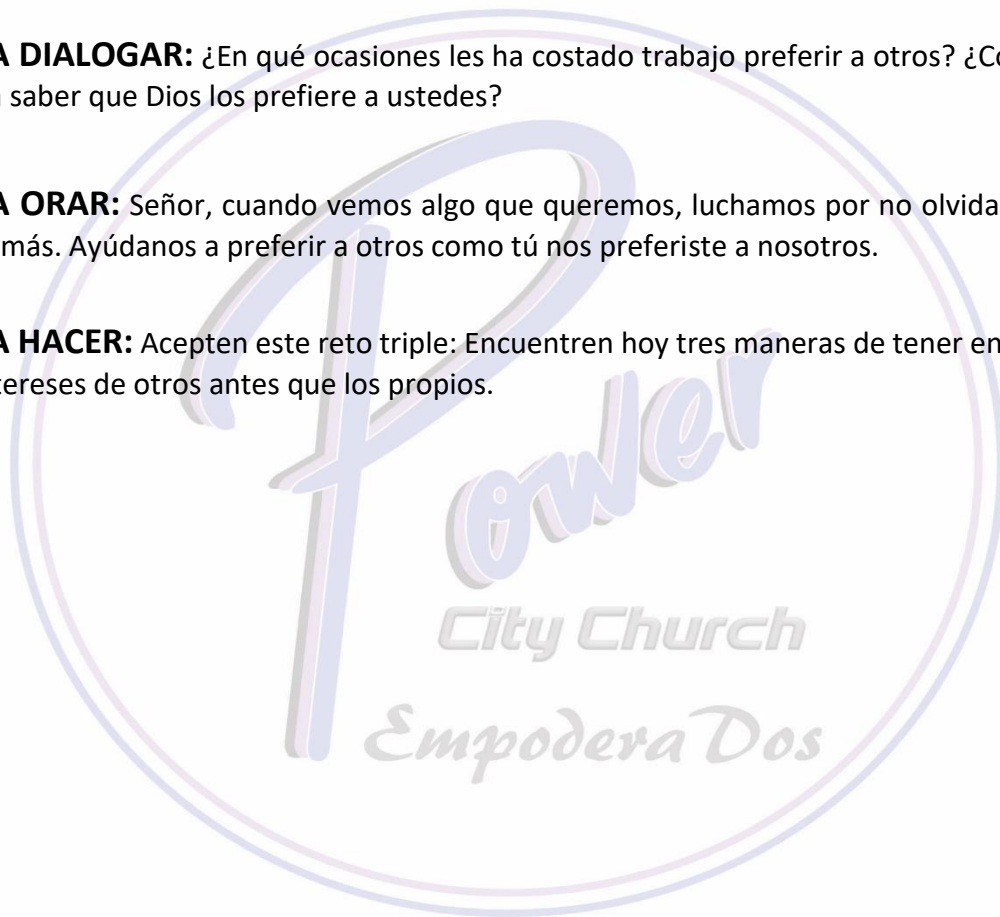 A DIALOGAR: ¿En qué ocasiones les ha costado trabajo preferir a otros? ¿Có
saber que Dios los prefiere a ustedes?
A ORAR: Señor, cuando vemos algo que queremos, luchamos por no olvida
más. Ayúdanos a preferir a otros como tú nos preferiste a nosotros.
A HACER: Acepten este reto triple: Encuentren hoy tres maneras de tener en
tereses de otros antes que los propios.
Power
City Church
EmpoderaDos